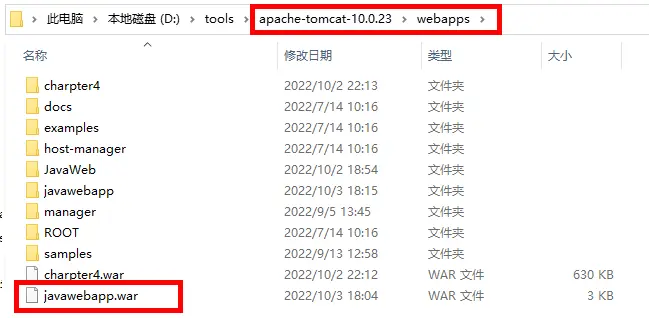 此电脑 > 本地磁盘 (D:) > tools > apache-tomcat-10.0.23 > webapps >
名称 修改日期 类型 大小
charpter4 2022/10/2 22:13 文件夹
docs 2022/7/14 10:16 文件夹
examples 2022/7/14 10:16 文件夹
host-manager 2022/7/14 10:16 文件夹
JavaWeb 2022/10/2 18:54 文件夹
javawebapp 2022/10/3 18:15 文件夹
manager 2022/9/5 13:45 文件夹
ROOT 2022/7/14 10:16 文件夹
samples 2022/9/13 12:58 文件夹
charpter4.war 2022/10/2 22:12 WAR 文件 630 KB
javawebapp.war 2022/10/3 18:04 WAR 文件 3 KB